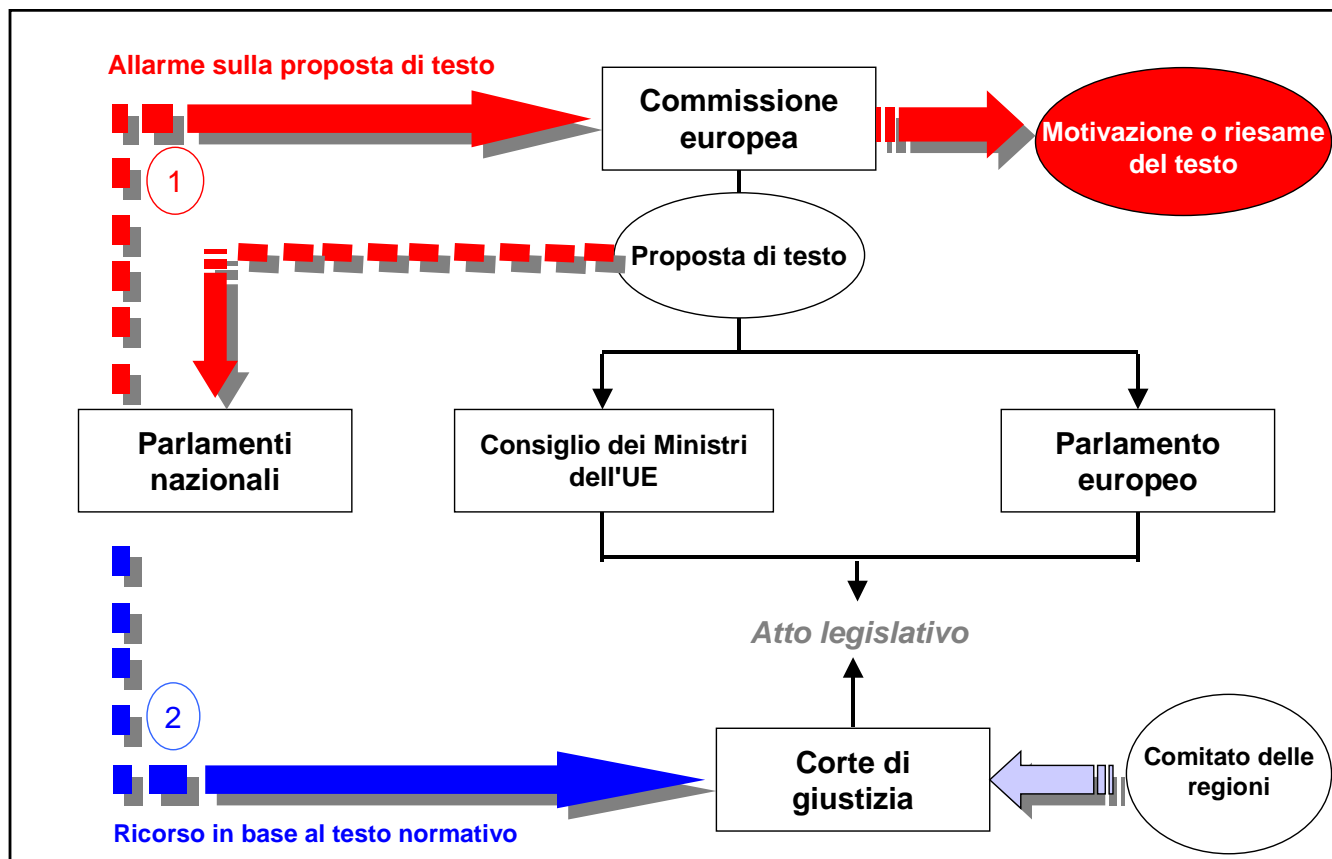 Allarme sulla proposta di testo
Commissione
europea
Motivazione o riesame
del testo
1
Proposta di testo
Parlamenti
nazionali
Consiglio dei Ministri
dell'UE
Parlamento
europeo
Atto legislativo
2
Corte di
giustizia
Comitato delle
regioni
Ricorso in base al testo normativo